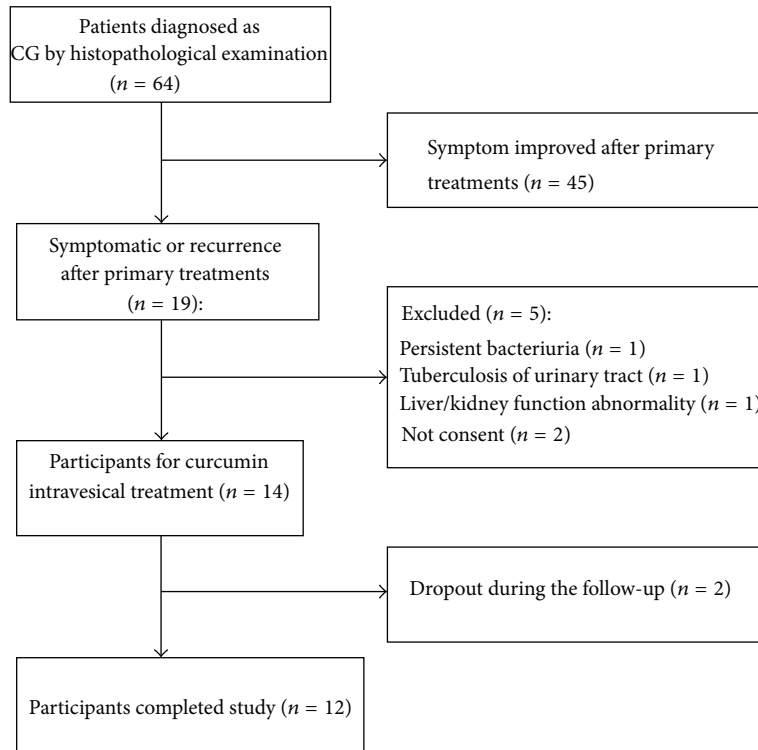 Patients diagnosed as
CG by histopathological examination
(n = 64)
Symptom improved after primary
treatments (n = 45)
Symptomatic or recurrence
after primary treatments
(n = 19):
Excluded (n = 5):
Persistent bacteriuria (n = 1)
Tuberculosis of urinary tract (n = 1)
Liver/kidney function abnormality (n = 1)
Not consent (n = 2)
Participants for curcumin
intravesical treatment (n = 14)
Dropout during the follow-up (n = 2)
Participants completed study (n = 12)